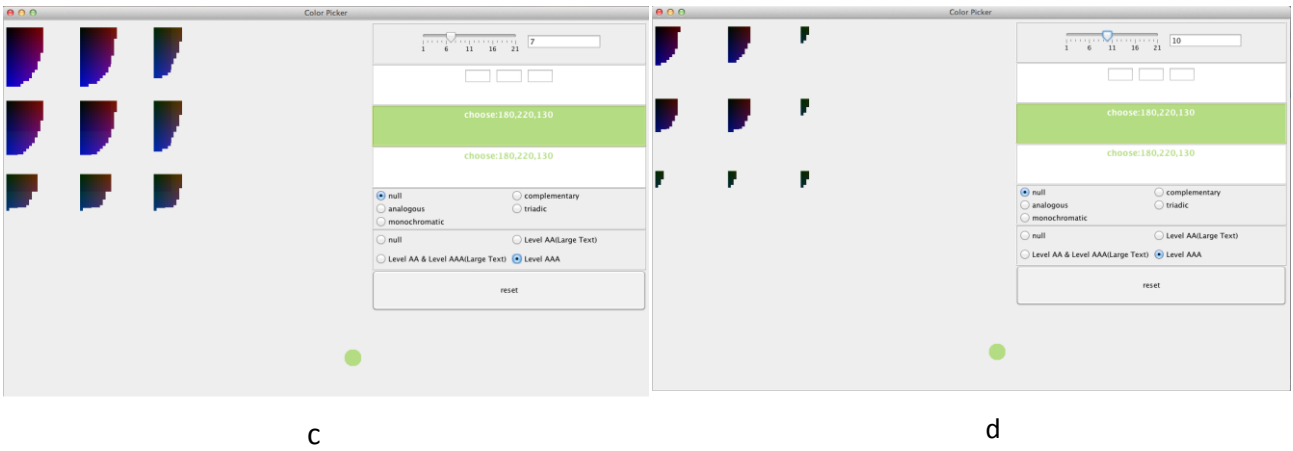 Color Picker
1 6 11 16 21
7
choose:180,220,130
choose:180,220,130
null
complementary
analogous
triadic
monochromatic
null
Level AA(Large Text)
Level AA & Level AAA(Large Text)
Level AAA
reset
c
Color Picker
1 6 11 16 21
10
choose:180,220,130
choose:180,220,130
null
complementary
analogous
triadic
monochromatic
null
Level AA(Large Text)
Level AA & Level AAA(Large Text)
Level AAA
reset
d